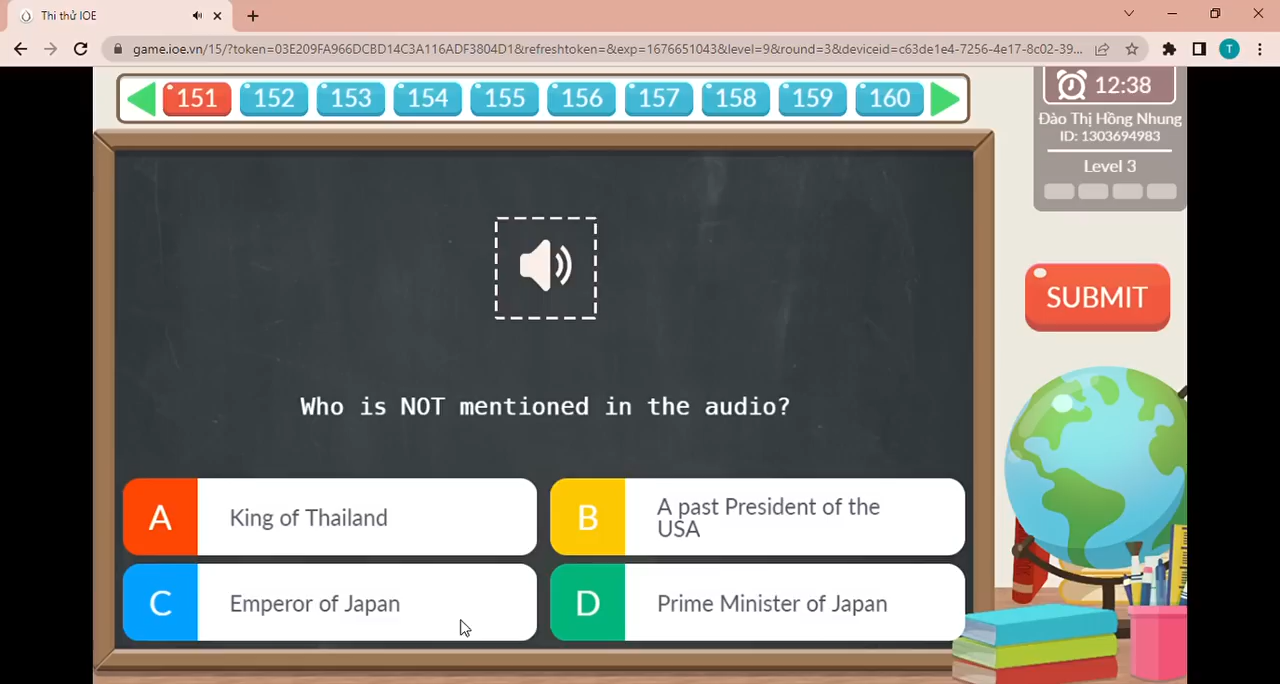 Thi thử IOE
game.ioe.vn/15/?token=03E209FA966DCBD14C3A116ADF3804D1&refreshtoken=&exp=1676651043&level=9&round=3&deviceid=c63de1e4-7256-4e17-8c02-39...
T
151 152 153 154 155 156 157 158 159 160
12:38
Đào Thị Hồng Nhung
ID: 1303694983
Level 3
SUBMIT
Who is NOT mentioned in the audio?
A King of Thailand
B A past President of the
USA
C Emperor of Japan
D Prime Minister of Japan